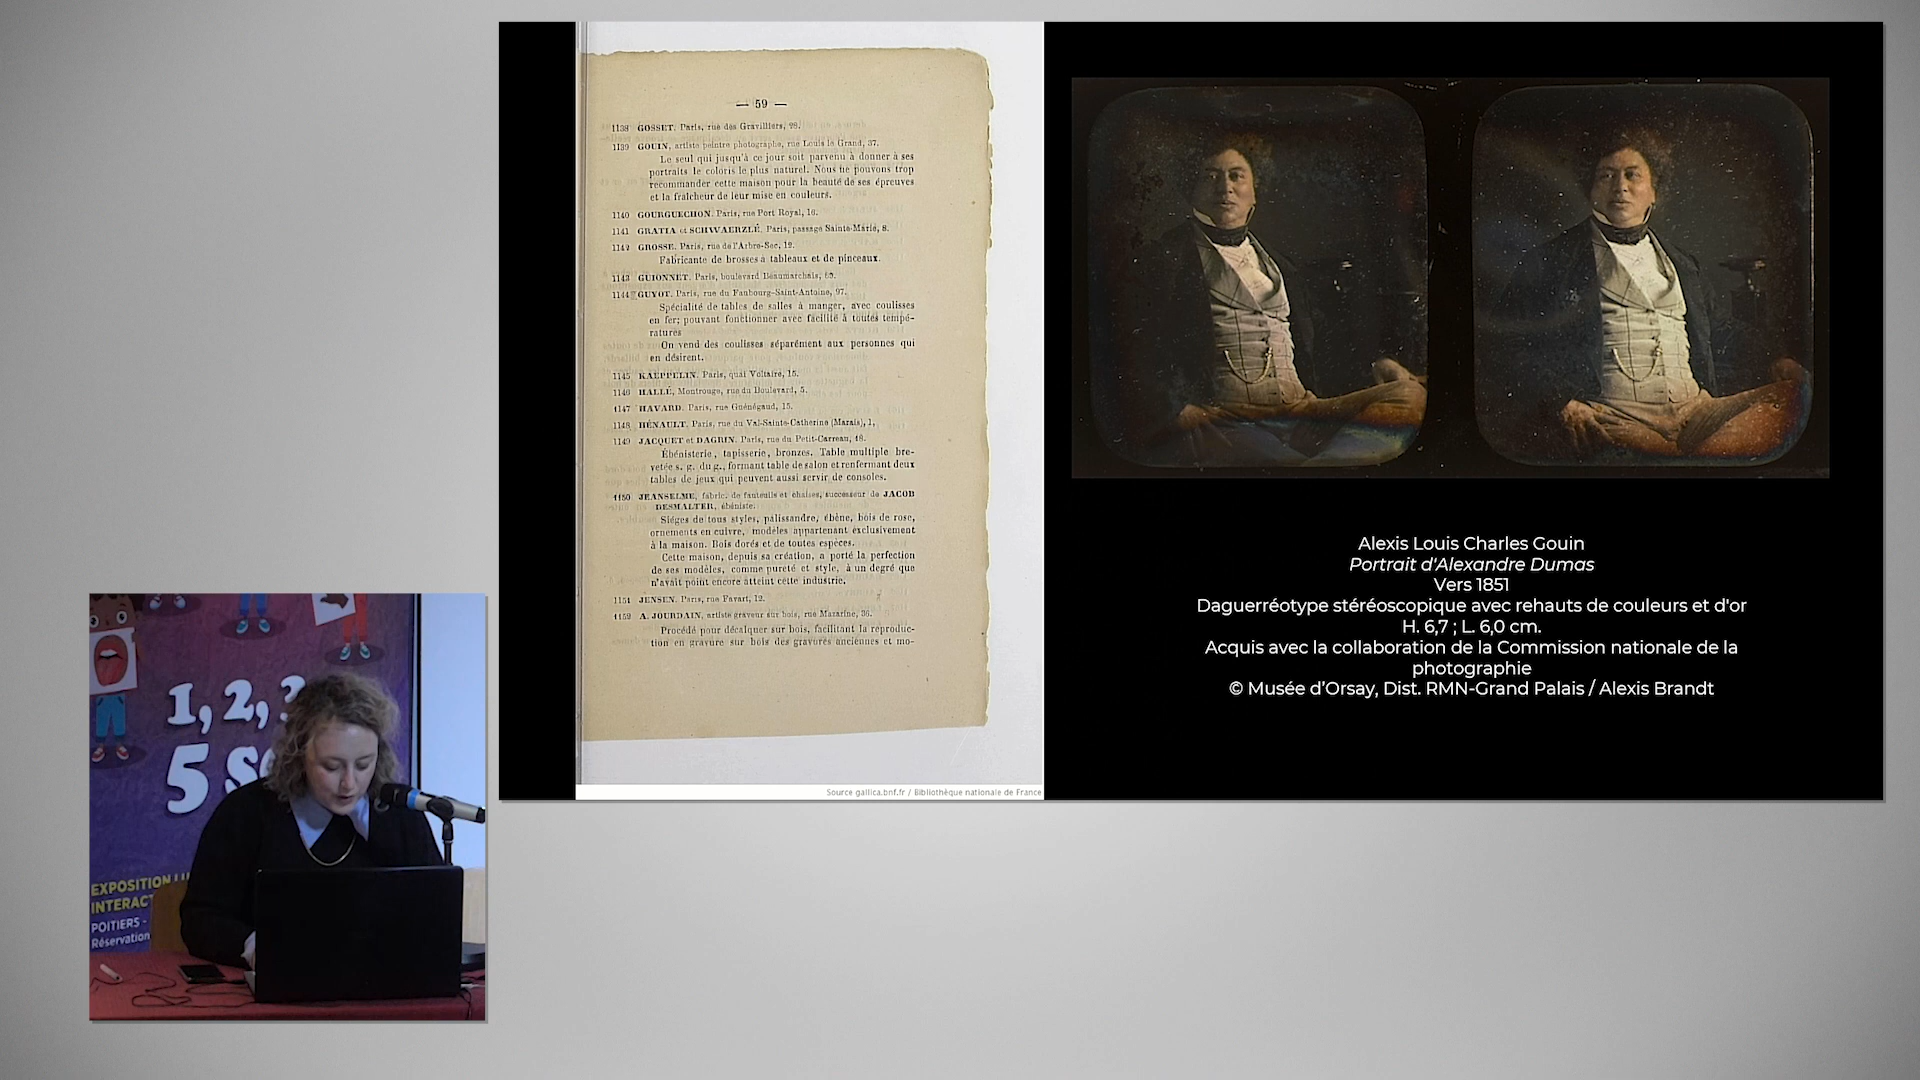 — 59 —
1138 GOSSET. Paris, rue des Gravilliers, 28.
1139 GOUIN, artiste peintre photographe, rue Louis le Grand, 37.
Le seul qui jusqu'à ce jour soit parvenu à donner à ses
portraits le coloris le plus naturel. Nous ne pouvons trop
recommander cette maison pour la beauté de ses épreuves
et la fraîcheur de leur mise en couleurs.
1140 GOURGUECHON. Paris, rue Port Royal, 16.
1141 GRATIA et SCHWAERZLÉ. Paris, passage Sainte-Marie, 8.
1142 GROSSE. Paris, rue de l'Arbre-Sec, 19.
Fabricante de brosses à tableaux et de pinceaux.
1143 GUIONNET. Paris, boulevard Beaumarchais,
1144 GUYOT. Paris, rue du Faubourg-Saint-Antoine, 97.
Spécialité de tables de salles à manger, avec coulisses
en fer; pouvant fonctionner avec facilité à toutes tempé-
ratures
On vend des coulisses séparément aux personnes qui
en désirent.
1145 KAEPPELIN. Paris, quai Voltaire, 15.
1146 HALLÉ, Montrouge, rue du Boulevard, 5.
1147 HAVARD. Paris, rue Guénégaud, 15.
1148 HÉNAULT. Paris, rue du Val-Sainte-Catherine (Marais), 1,
1149 JACQUET et DAGRIN. Paris, rue du Petit-Carreau, 18.
Ébénisterie, tapisserie, bronzes. Table multiple bre-
vetée s. g. du g., formant table de salon et renfermant deux
tables de jeux qui peuvent aussi servir de consoles.
1150 JEANSELME, fabric. de fauteuils et chaises, successeur de JACOB
DESMALTER, ébéniste.
Siéges de tous styles, palissandre, ébène, bois de rose,
ornements en cuivre, modèles appartenant exclusivement
à la maison. Bois dorés et de toutes espèces.
Cette maison, depuis sa création, a porté la perfection
de ses modèles, comme pureté et style, à un degré que
n'avait point encore atteint cette industrie.
1151 JENSEN. Paris, rue Favart, 12.
1152 A. JOURDAIN, artiste graveur sur bois, rue Mazarine, 36.
Procédé pour décalquer sur bois, facilitant la reproduc-
tion en gravure sur bois des gravures anciennes et mo-
Source gallica.bnf.fr / Bibliothèque nationale de France
Alexis Louis Charles Gouin
Portrait d'Alexandre Dumas
Vers 1851
Daguerréotype stéréoscopique avec rehauts de couleurs et d'or
H. 6,7 ; L. 6,0 cm.
Acquis avec la collaboration de la Commission nationale de la
photographie
© Musée d'Orsay, Dist. RMN-Grand Palais / Alexis Brandt
1, 2, 3
5 s
EXPOSITION LU
INTERACT
POITIERS -
Réservation